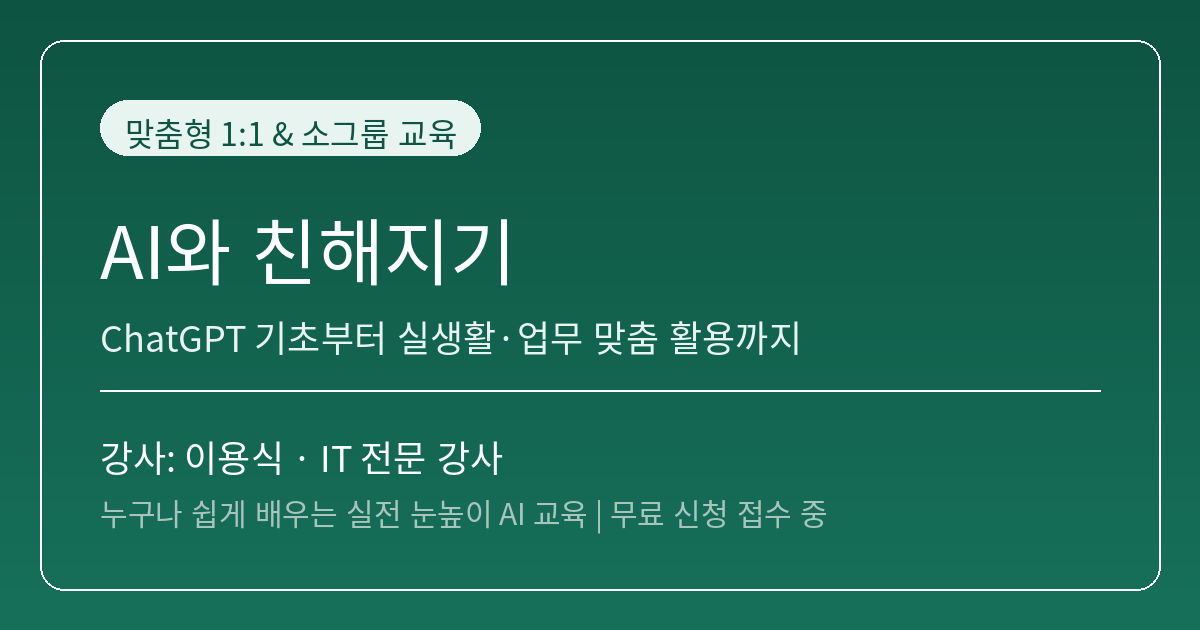 맞춤형 1:1 & 소그룹 교육
AI와 친해지기
ChatGPT 기초부터 실생활·업무 맞춤 활용까지
강사: 이용식 · IT 전문 강사
누구나 쉽게 배우는 실전 눈높이 AI 교육 | 무료 신청 접수 중